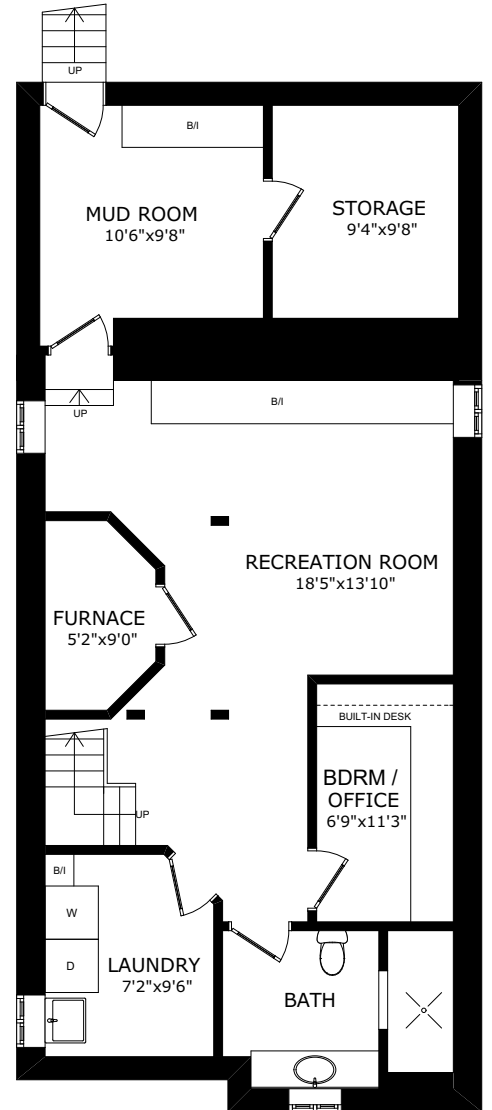 UP
B/I
MUD ROOM
10'6"x9'8"
STORAGE
9'4"x9'8"
UP
B/I
RECREATION ROOM
18'5"x13'10"
FURNACE
5'2"x9'0"
BUILT-IN DESK
BDRM /
OFFICE
6'9"x11'3"
UP
B/I
W
D
LAUNDRY
7'2"x9'6"
BATH